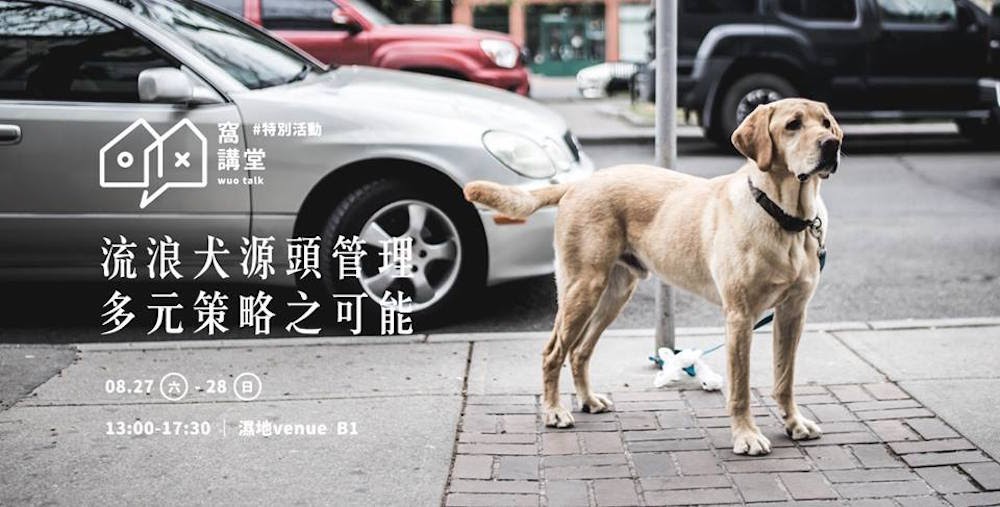 窩 #特別活動
講堂
wuo talk
流浪犬源頭管理
多元策略之可能
08.27 六 - 28 日
13:00-17:30 | 濕地venue B1